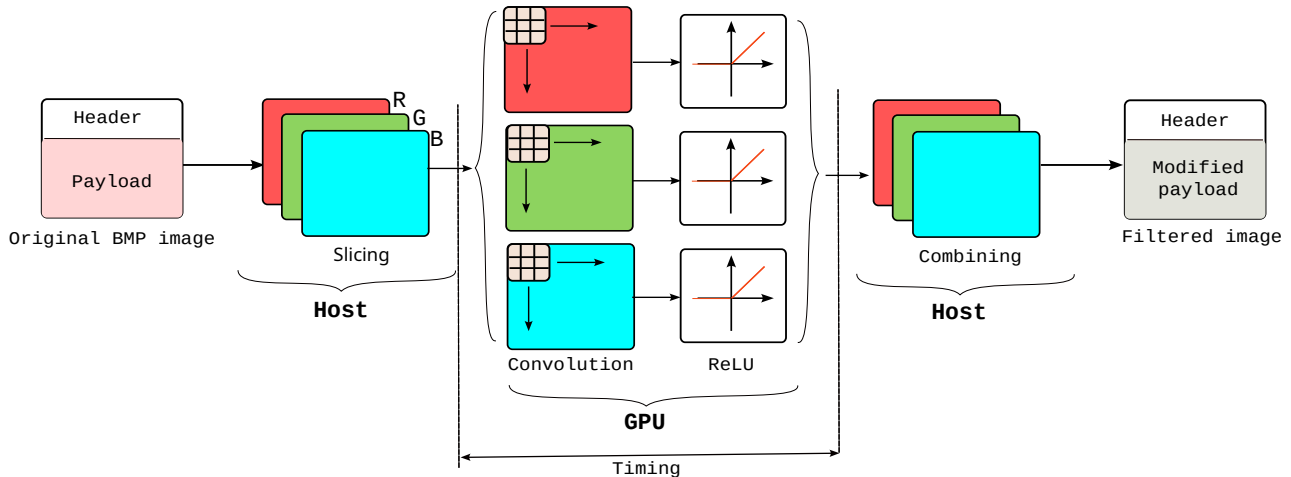 Header
Payload
Original BMP image
R
G
B
Slicing
Host
Convolution
ReLU
GPU
Timing
Combining
Host
Header
Modified
payload
Filtered image